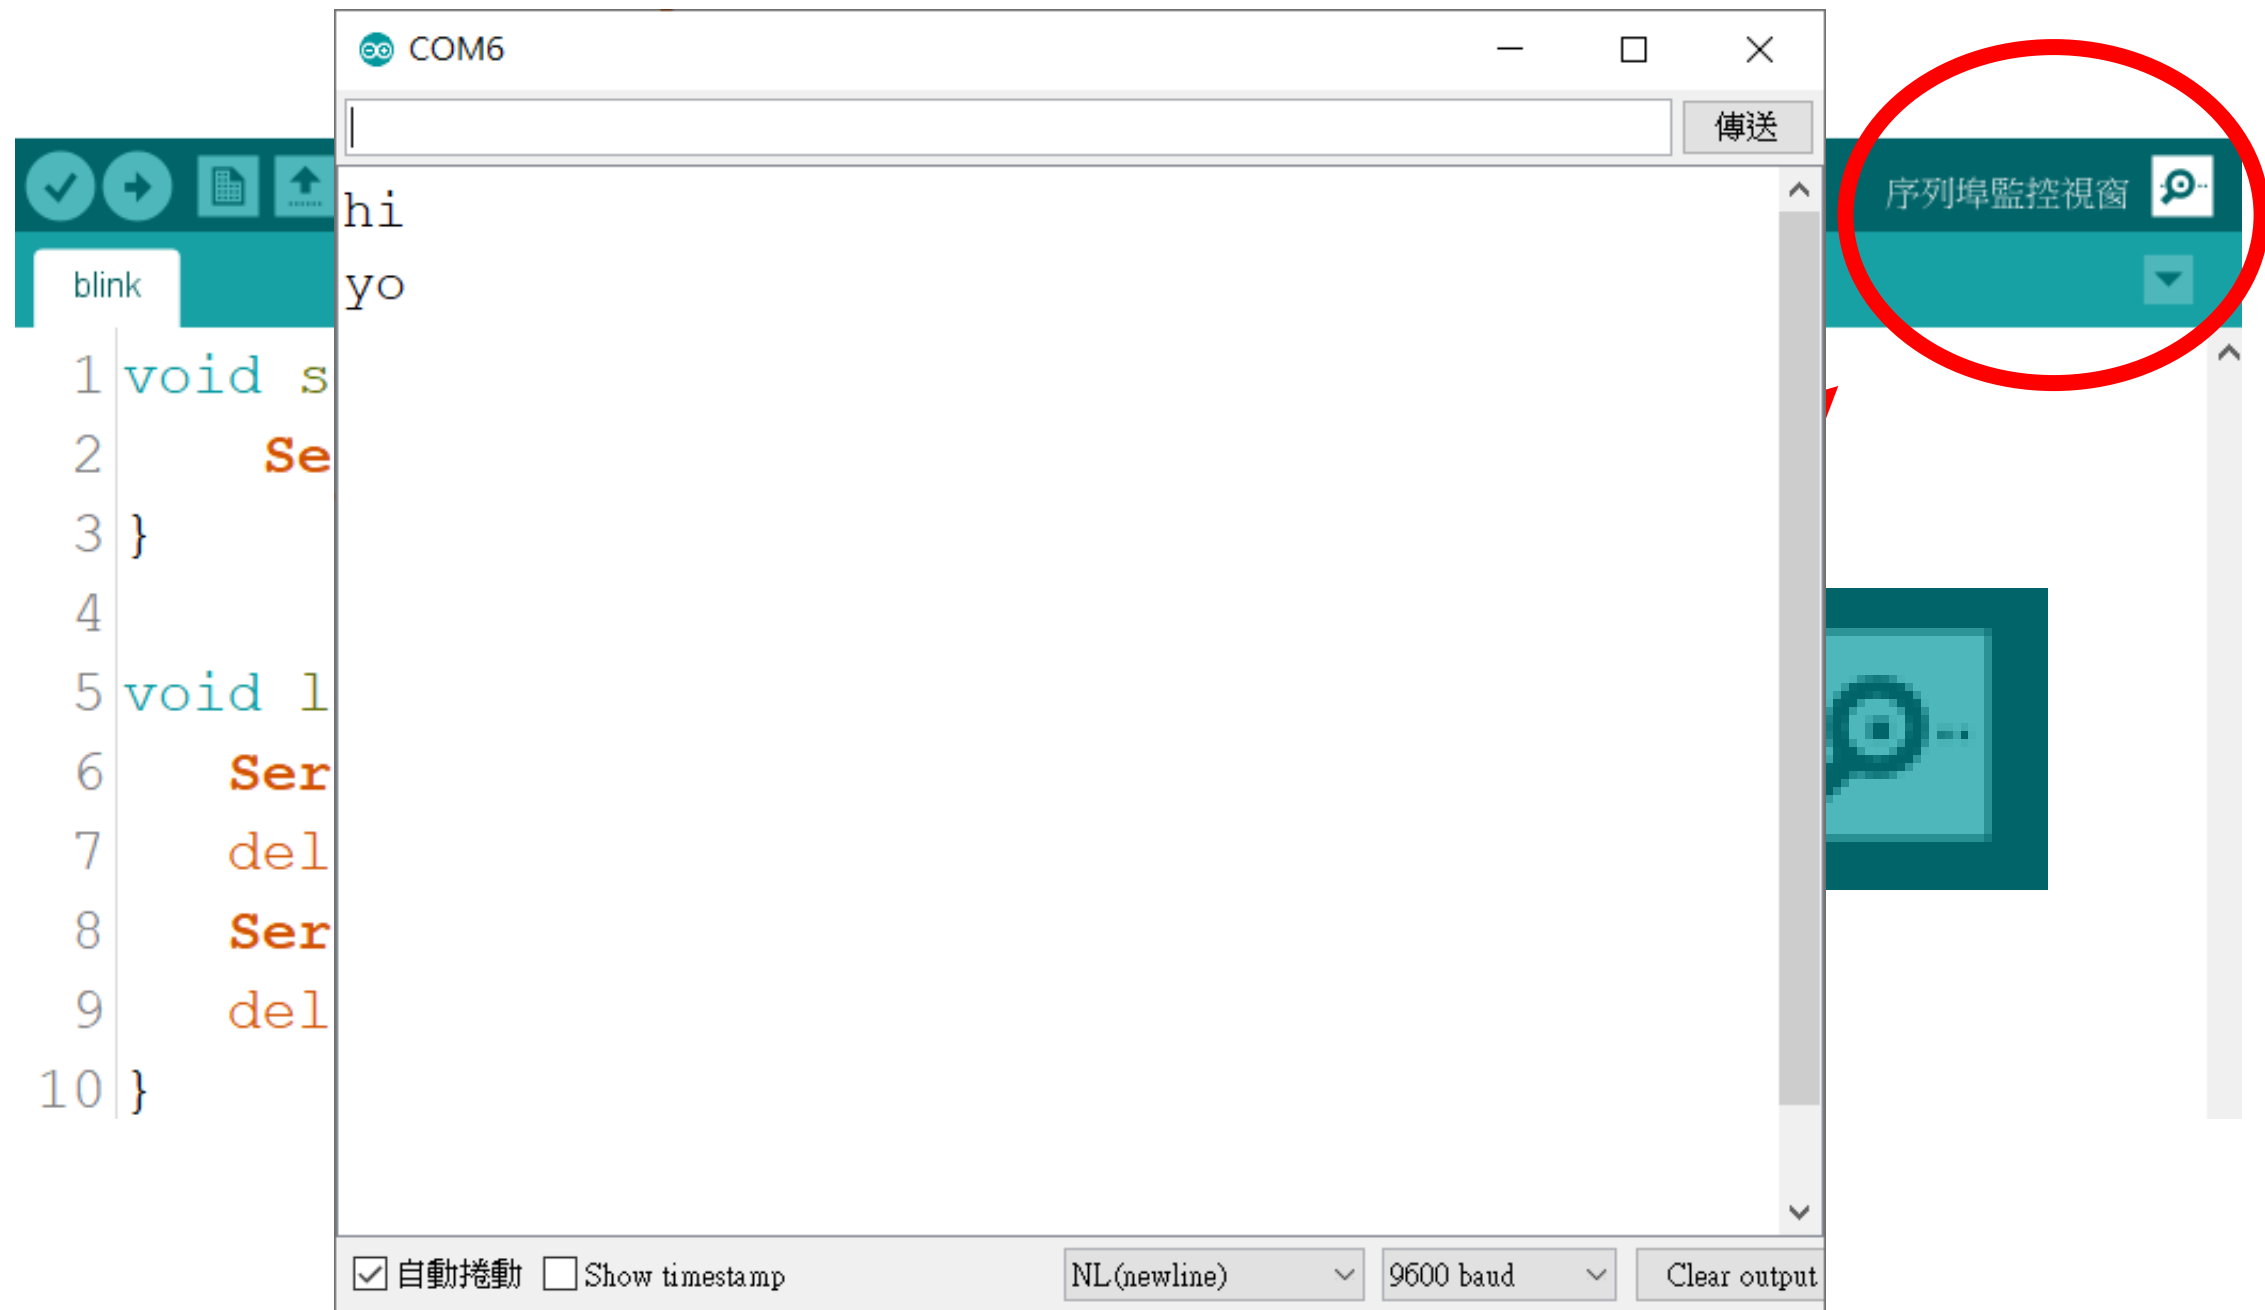 COM6
傳送
序列埠監控視窗
hi
yo
blink
1 void s
2 Se
3 }
4
5 void l
6 Ser
7 del
8 Ser
9 del
10 }
自動捲動 Show timestamp NL(newline) 9600 baud Clear output